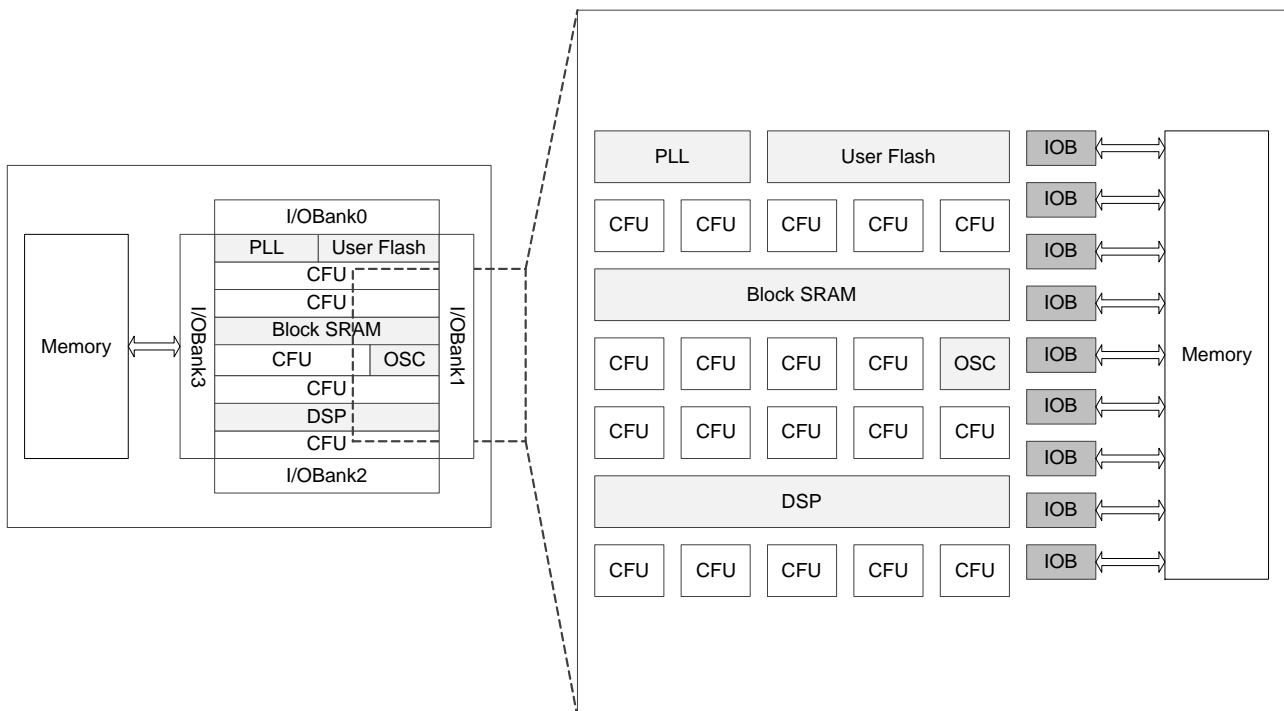 I/OBank0
PLL User Flash
CFU
CFU
Block SRAM
CFU OSC
CFU
DSP
CFU
I/OBank2
Memory
I/OBank3
I/OBank1
PLL User Flash IOB
IOB
CFU CFU CFU CFU CFU
IOB
Block SRAM IOB
CFU CFU CFU CFU OSC IOB
IOB
CFU CFU CFU CFU CFU
IOB
DSP IOB
CFU CFU CFU CFU CFU IOB
Memory